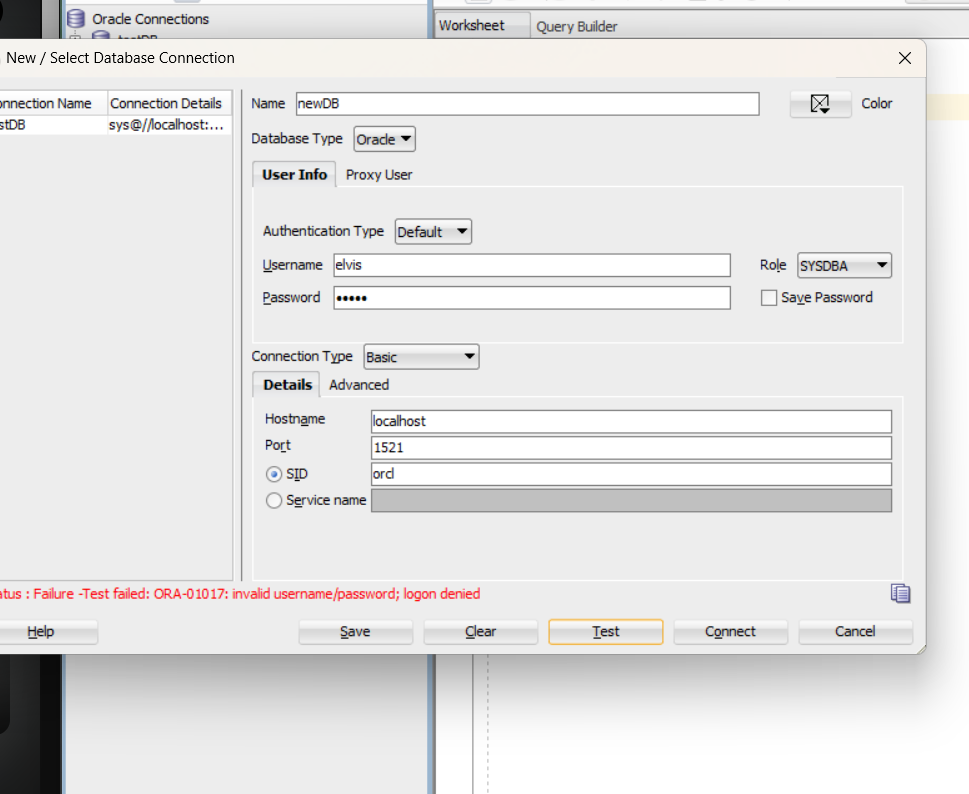 Oracle Connections
testDB
Worksheet
Query Builder
New / Select Database Connection
onnection Name
Connection Details
stDB
sys@//localhost:...
Name
newDB
Color
Database Type
Oracle
User Info
Proxy User
Authentication Type
Default
Username
elvis
Role
SYSDBA
Password
•••••
Save Password
Connection Type
Basic
Details
Advanced
Hostname
localhost
Port
1521
SID
orcl
Service name
atus : Failure -Test failed: ORA-01017: invalid username/password; logon denied
Help
Save
Clear
Test
Connect
Cancel